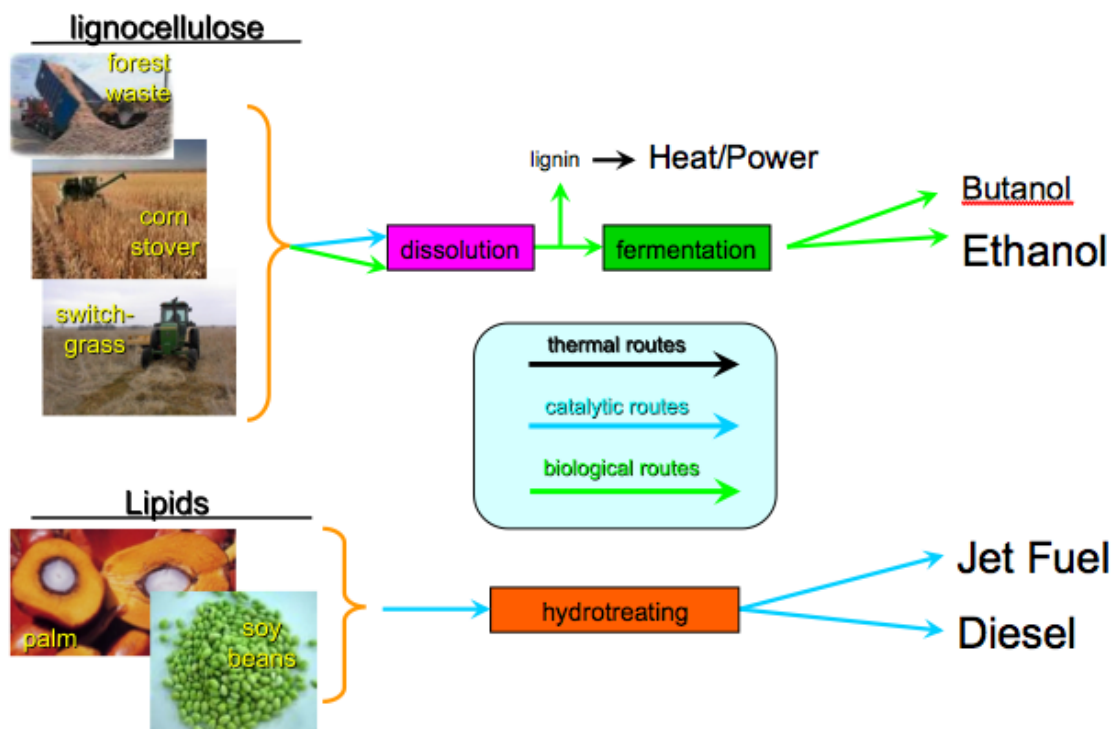 lignocellulose
forest
waste
corn
stover
switch-
grass
lignin
Heat/Power
dissolution
fermentation
Butanol
Ethanol
thermal routes
catalytic routes
biological routes
Lipids
palm
soy
beans
hydrotreating
Jet Fuel
Diesel